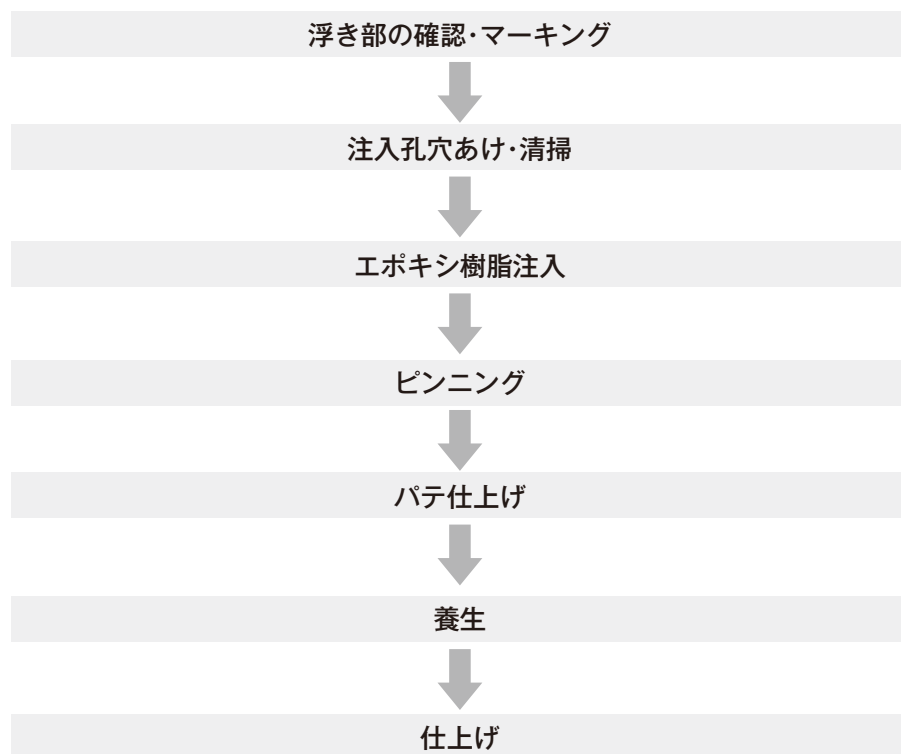 浮き部の確認･マーキング
注入孔穴あけ･清掃
エポキシ樹脂注入
ピンニング
パテ仕上げ
養生
仕上げ